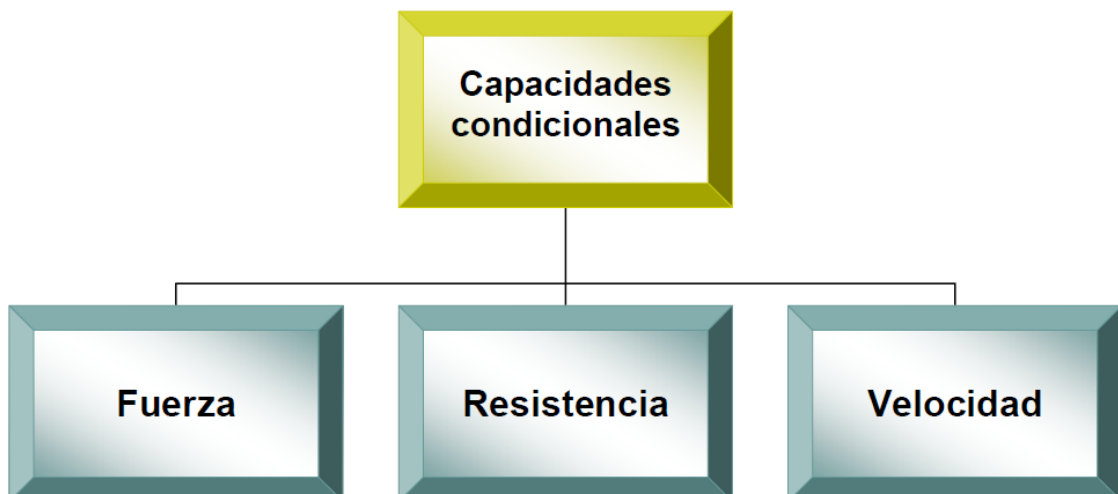 Capacidades
condicionales
Fuerza
Resistencia
Velocidad